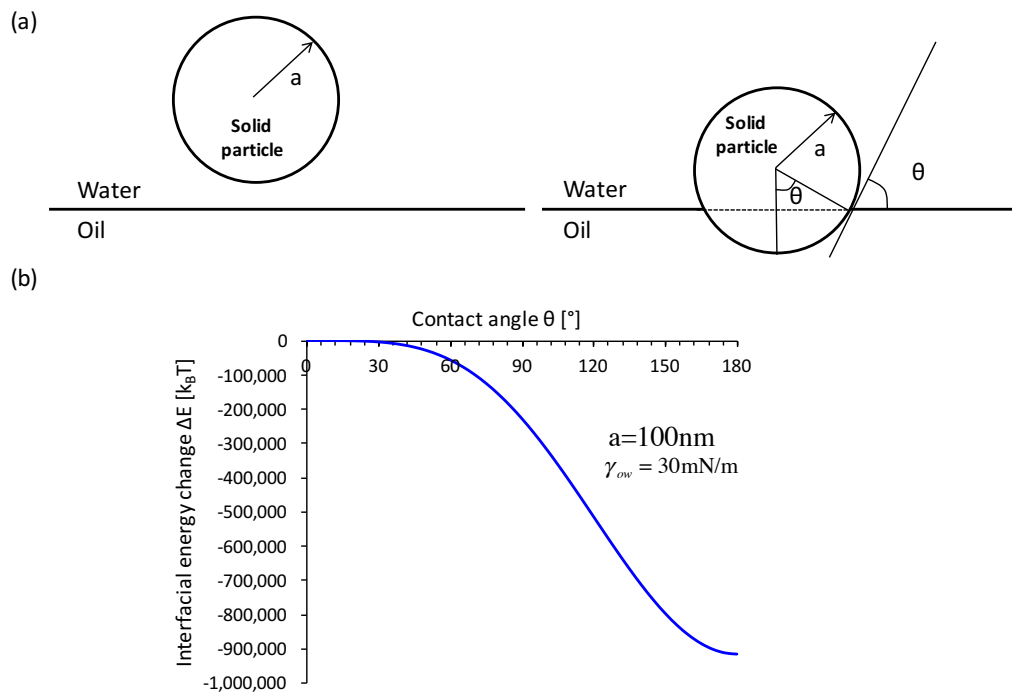 (a)
a
Solid
particle
Water
Oil
Solid
particle
a
θ
θ
Water
Oil
(b)
Contact angle θ [°]
Interfacial energy change ΔE [k_BT]
0
-100,000
-200,000
-300,000
-400,000
-500,000
-600,000
-700,000
-800,000
-900,000
-1,000,000
0 30 60 90 120 150 180
a=100nm
γ_ow = 30mN/m